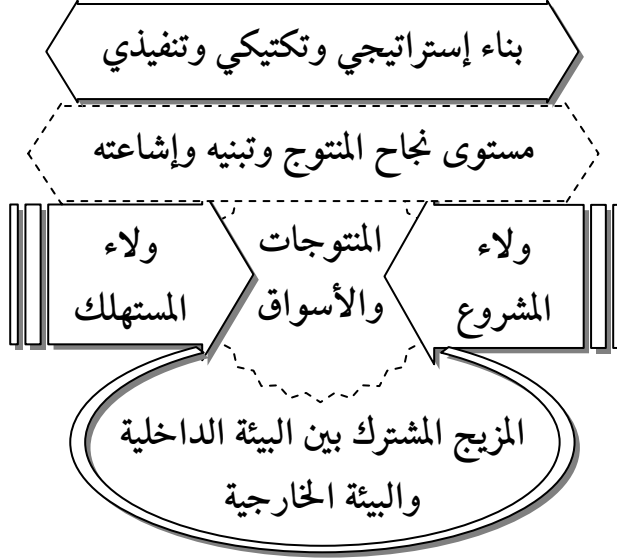 بناء إستراتيجي وتكتيكي وتنفيذي
مستوى نجاح المنتوج وتبنيه وإشاعته
ولاء
المشروع
المنتوجات
والأسواق
ولاء
المستهلك
المزيج المشترك بين البيئة الداخلية
والبيئة الخارجية